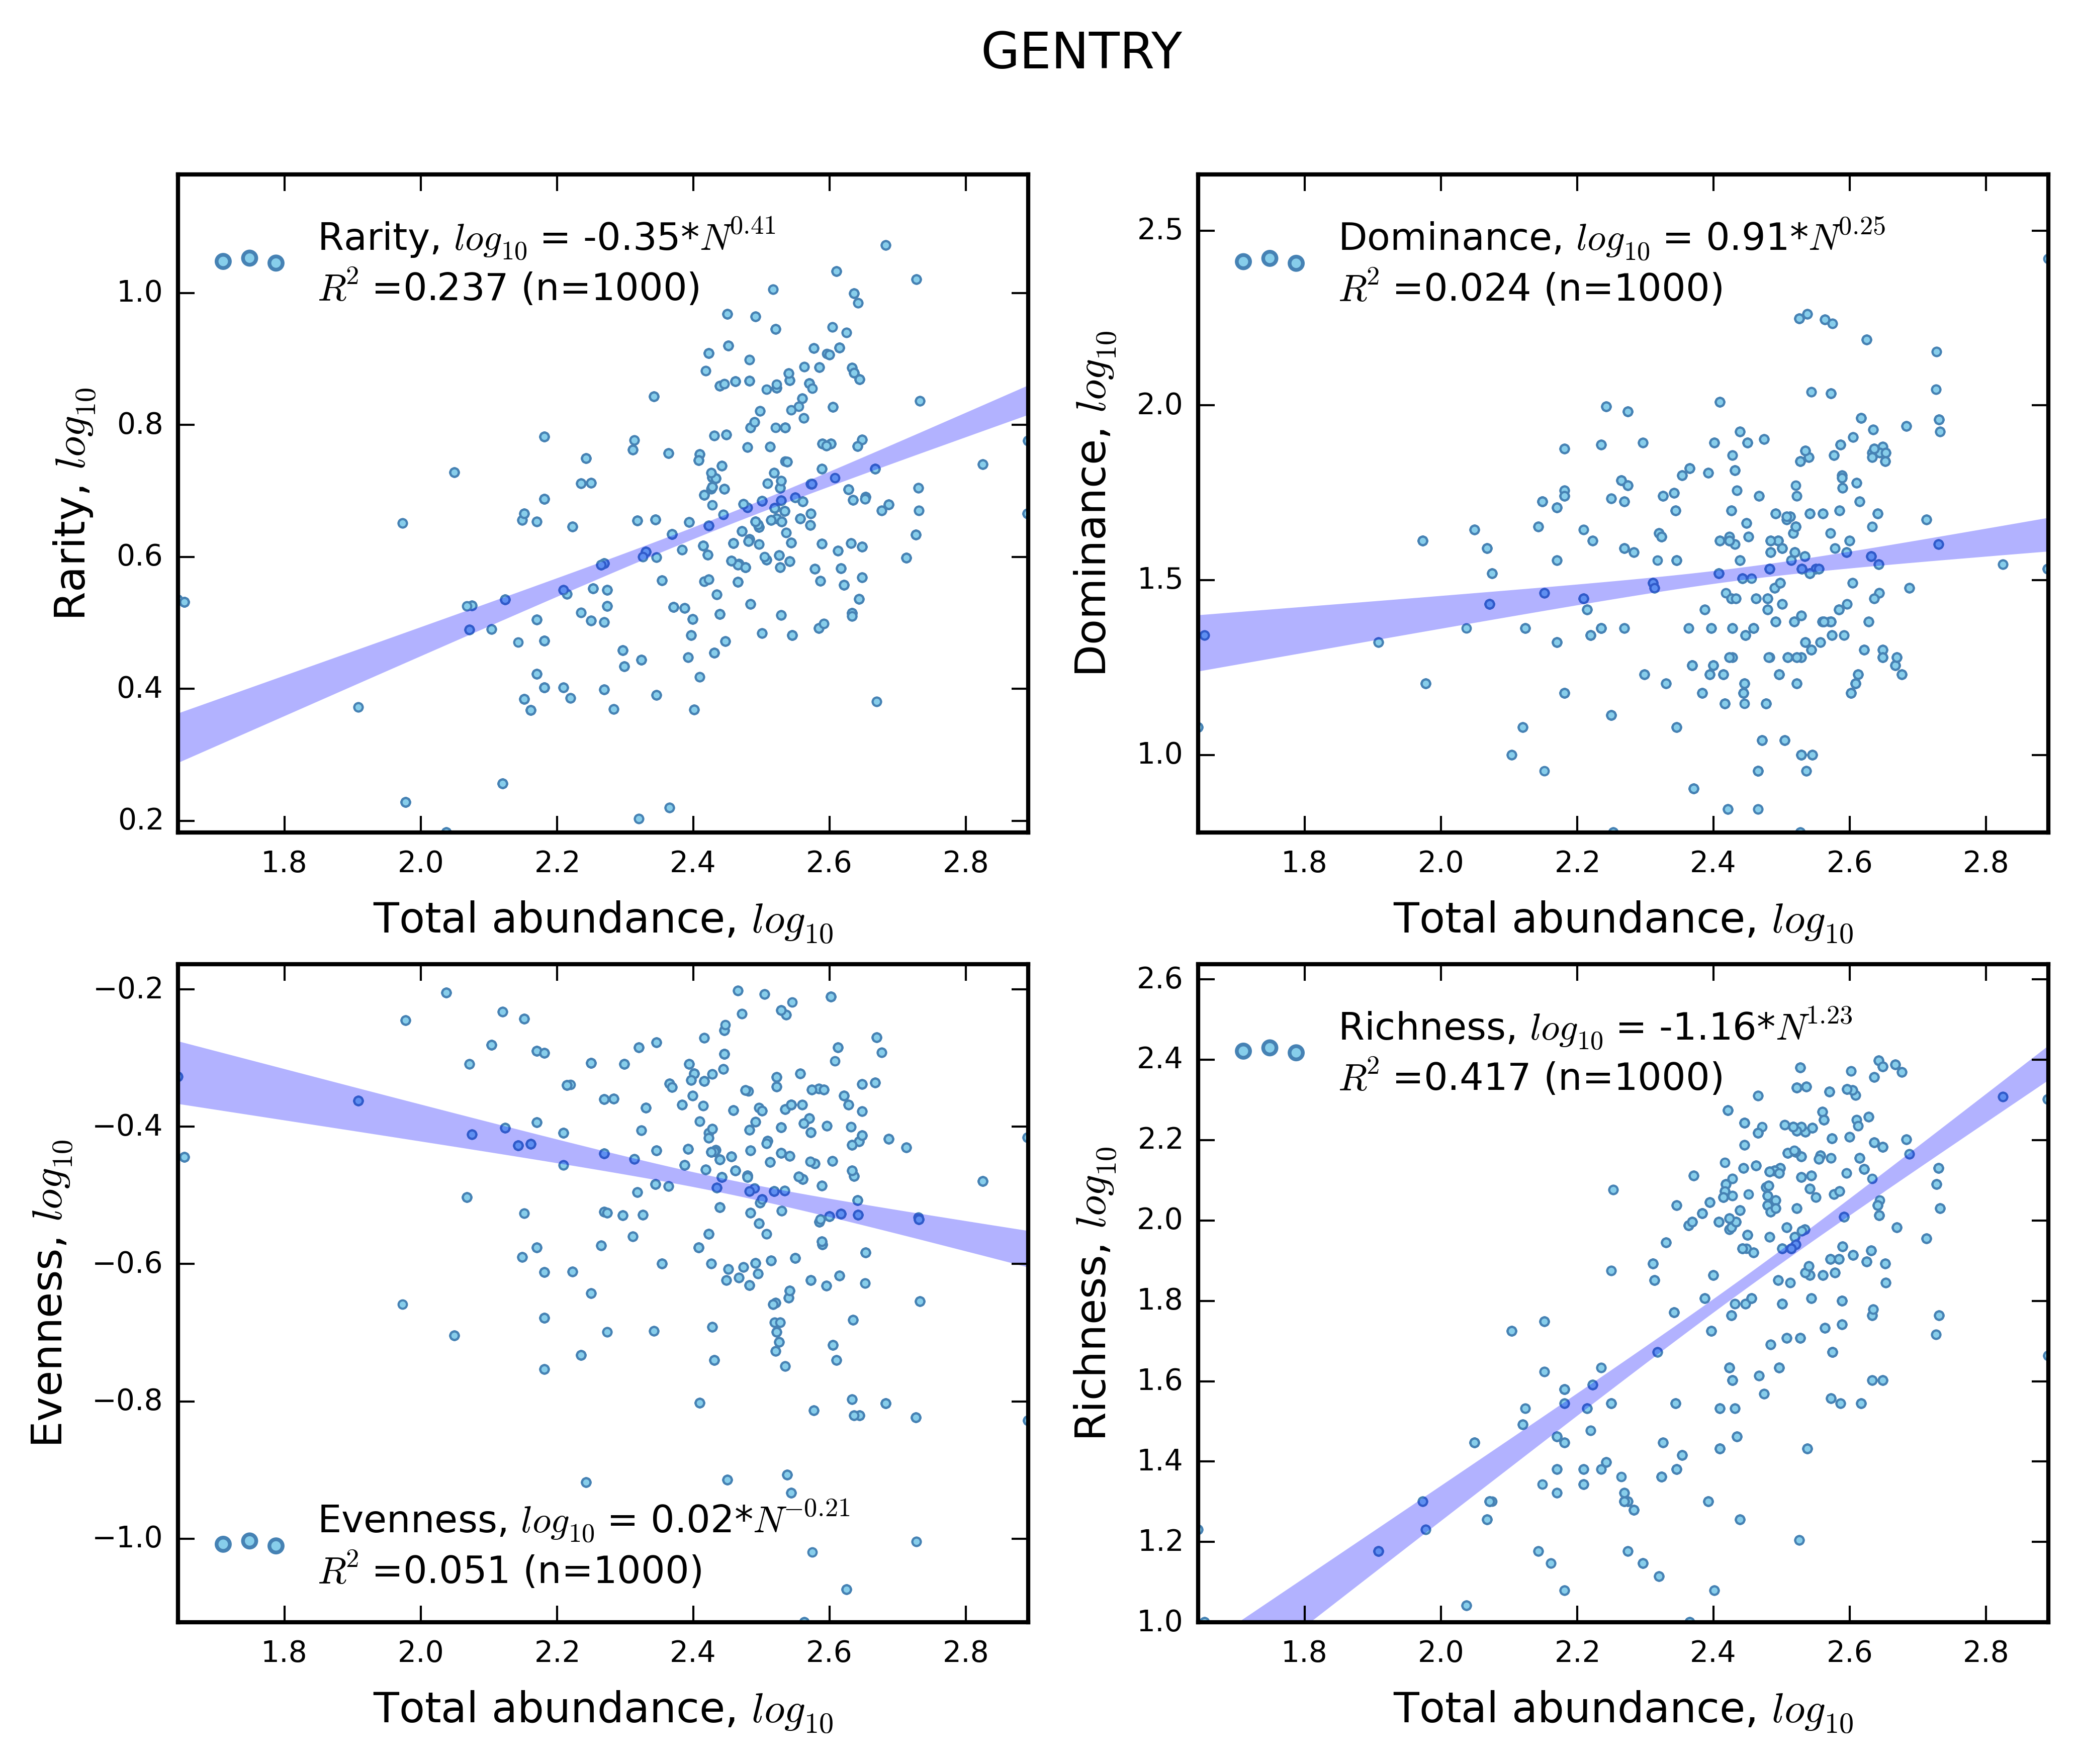 GENTRY
Rarity, log10 = -0.35*N^0.41
R^2 =0.237 (n=1000)
1.0
0.8
0.6
0.4
0.2
Rarity, log10
1.8 2.0 2.2 2.4 2.6 2.8
Total abundance, log10
Dominance, log10 = 0.91*N^0.25
R^2 =0.024 (n=1000)
2.5
2.0
1.5
1.0
Dominance, log10
1.8 2.0 2.2 2.4 2.6 2.8
Total abundance, log10
−0.2
−0.4
−0.6
−0.8
−1.0
Evenness, log10
Evenness, log10 = 0.02*N^−0.21
R^2 =0.051 (n=1000)
1.8 2.0 2.2 2.4 2.6 2.8
Total abundance, log10
Richness, log10 = -1.16*N^1.23
R^2 =0.417 (n=1000)
2.6
2.4
2.2
2.0
1.8
1.6
1.4
1.2
1.0
Richness, log10
1.8 2.0 2.2 2.4 2.6 2.8
Total abundance, log10